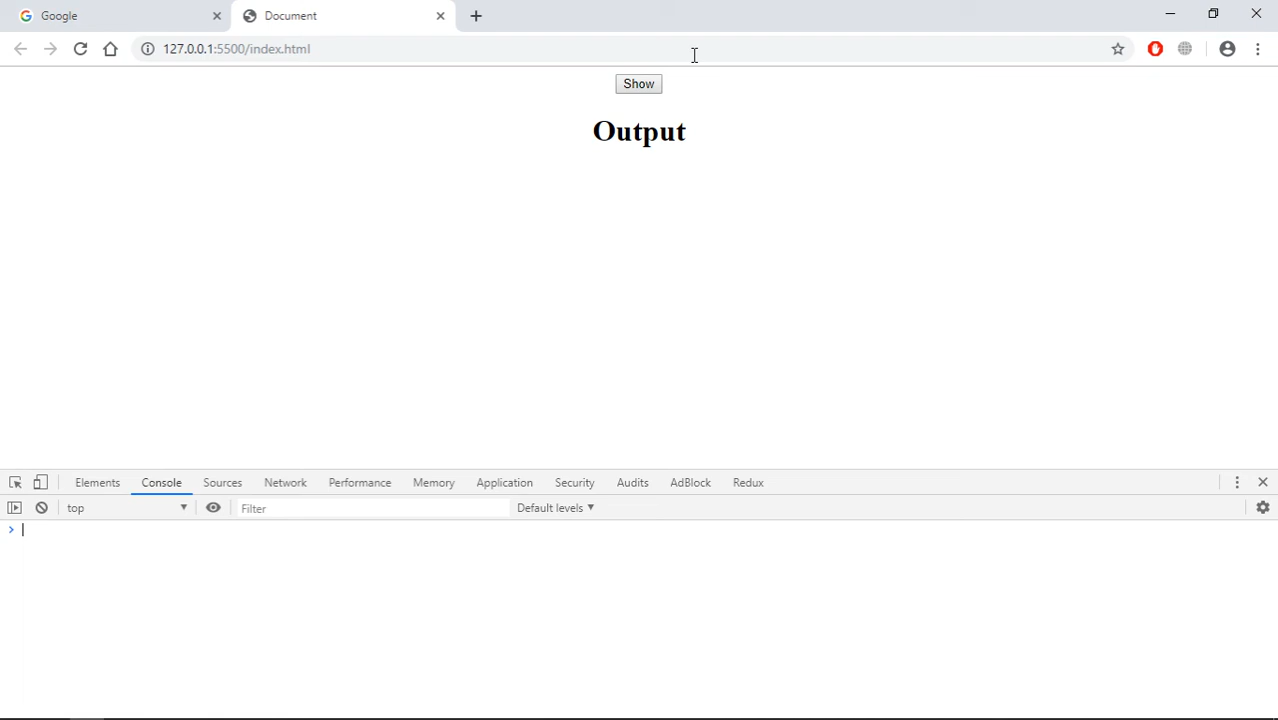 Google
Document
127.0.0.1:5500/index.html
Show
Output
Elements Console Sources Network Performance Memory Application Security Audits AdBlock Redux
top Filter Default levels